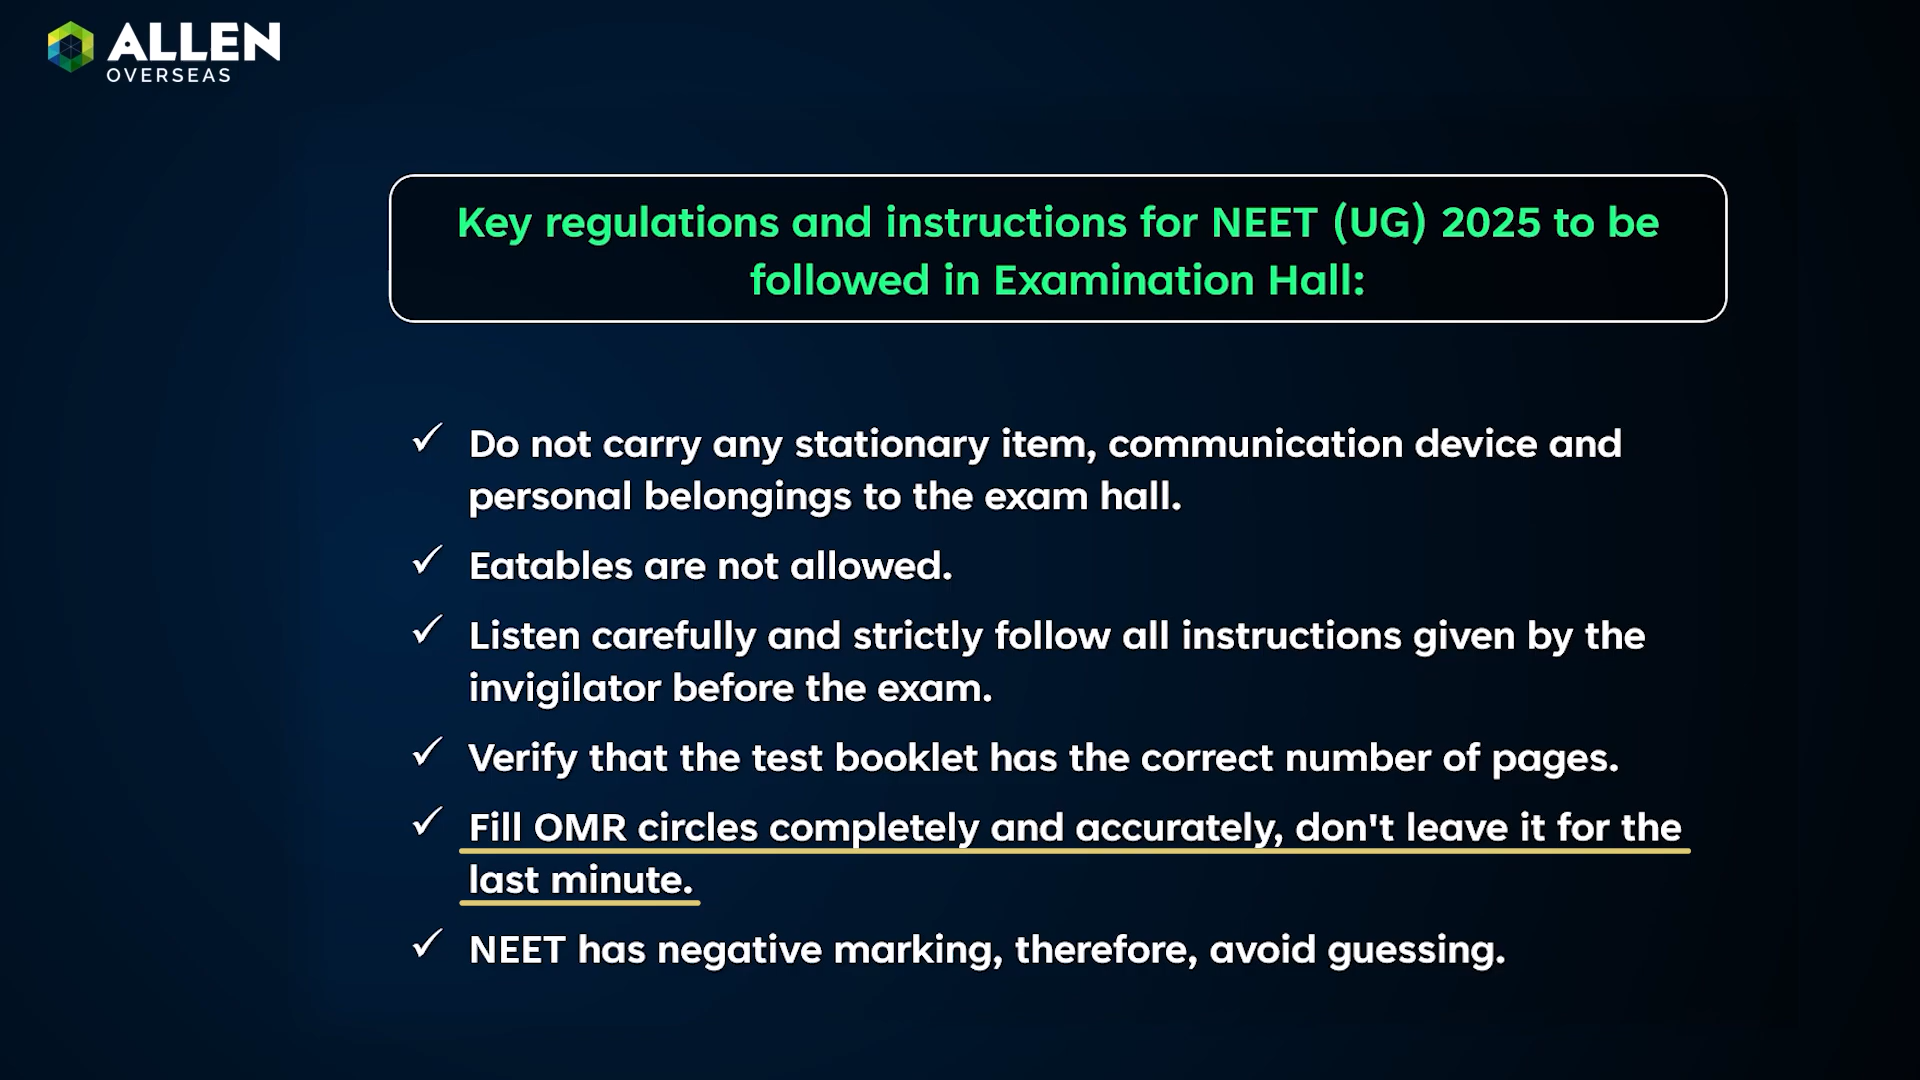 ALLEN
OVERSEAS
Key regulations and instructions for NEET (UG) 2025 to be
followed in Examination Hall:
✓ Do not carry any stationary item, communication device and
personal belongings to the exam hall.
✓ Eatables are not allowed.
✓ Listen carefully and strictly follow all instructions given by the
invigilator before the exam.
✓ Verify that the test booklet has the correct number of pages.
✓ Fill OMR circles completely and accurately, don't leave it for the
last minute.
✓ NEET has negative marking, therefore, avoid guessing.